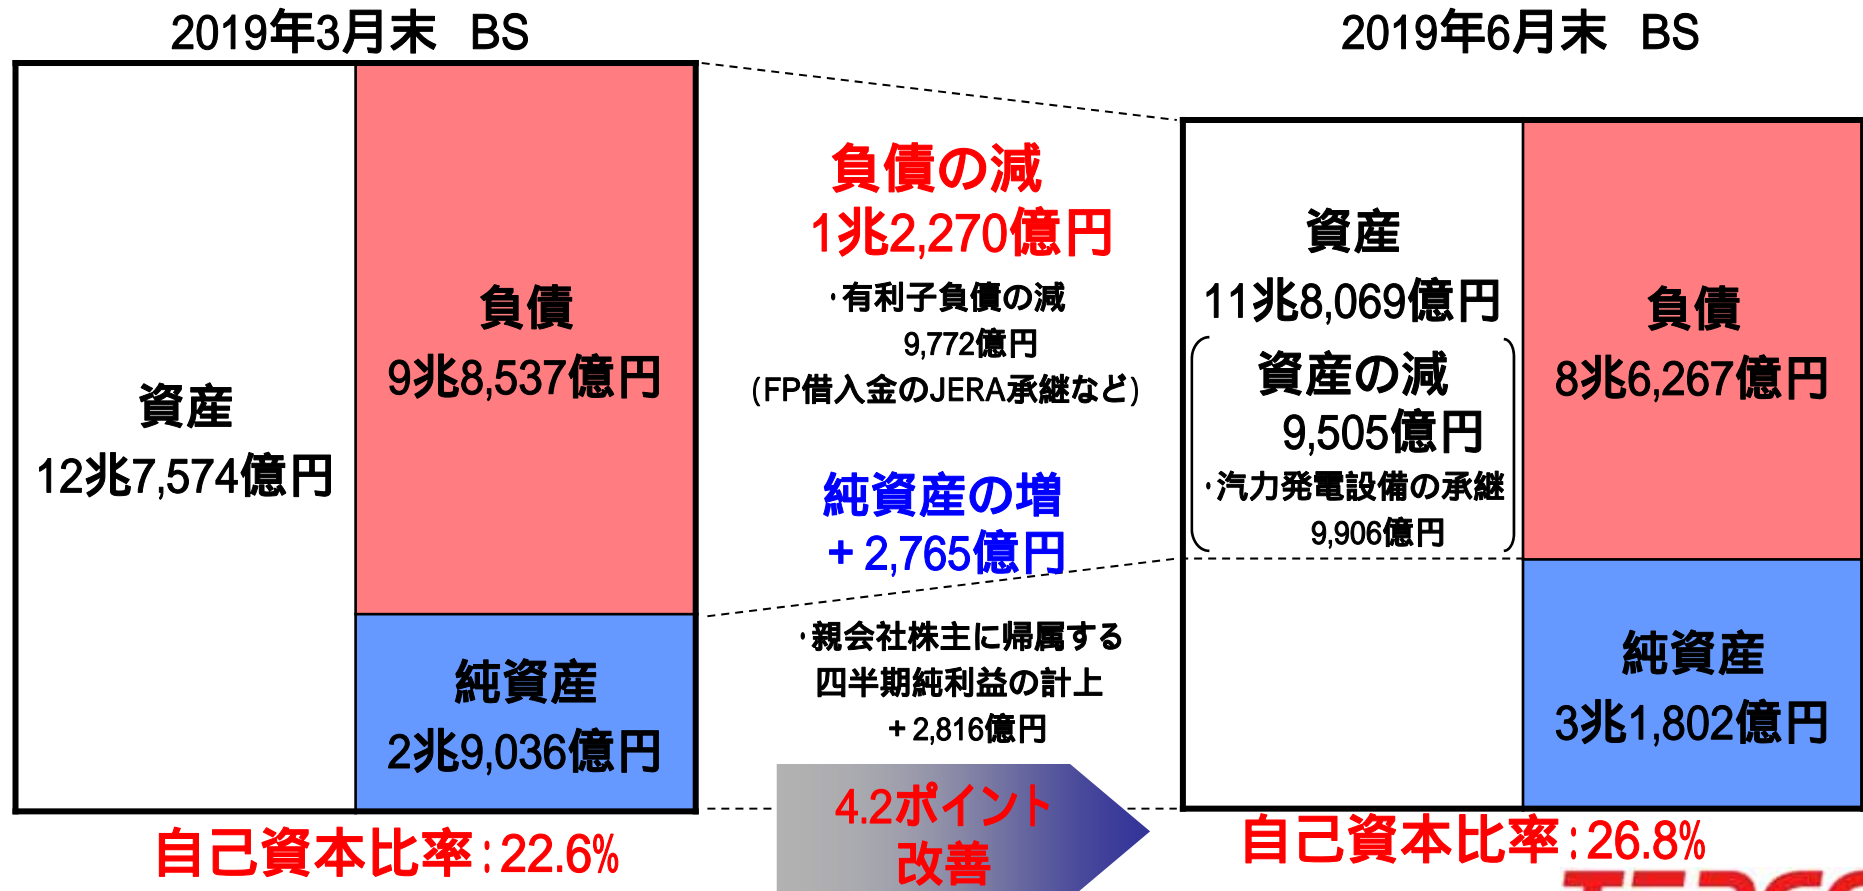 2019年3月末　BS
資産
12兆7,574億円
負債
9兆8,537億円
純資産
2兆9,036億円
自己資本比率:22.6%
負債の減
1兆2,270億円
・有利子負債の減
9,772億円
(FP借入金のJERA承継など)
純資産の増
+2,765億円
・親会社株主に帰属する
四半期純利益の計上
+2,816億円
4.2ポイント
改善
2019年6月末　BS
資産
11兆8,069億円
資産の減
9,505億円
・汽力発電設備の承継
9,906億円
負債
8兆6,267億円
純資産
3兆1,802億円
自己資本比率:26.8%